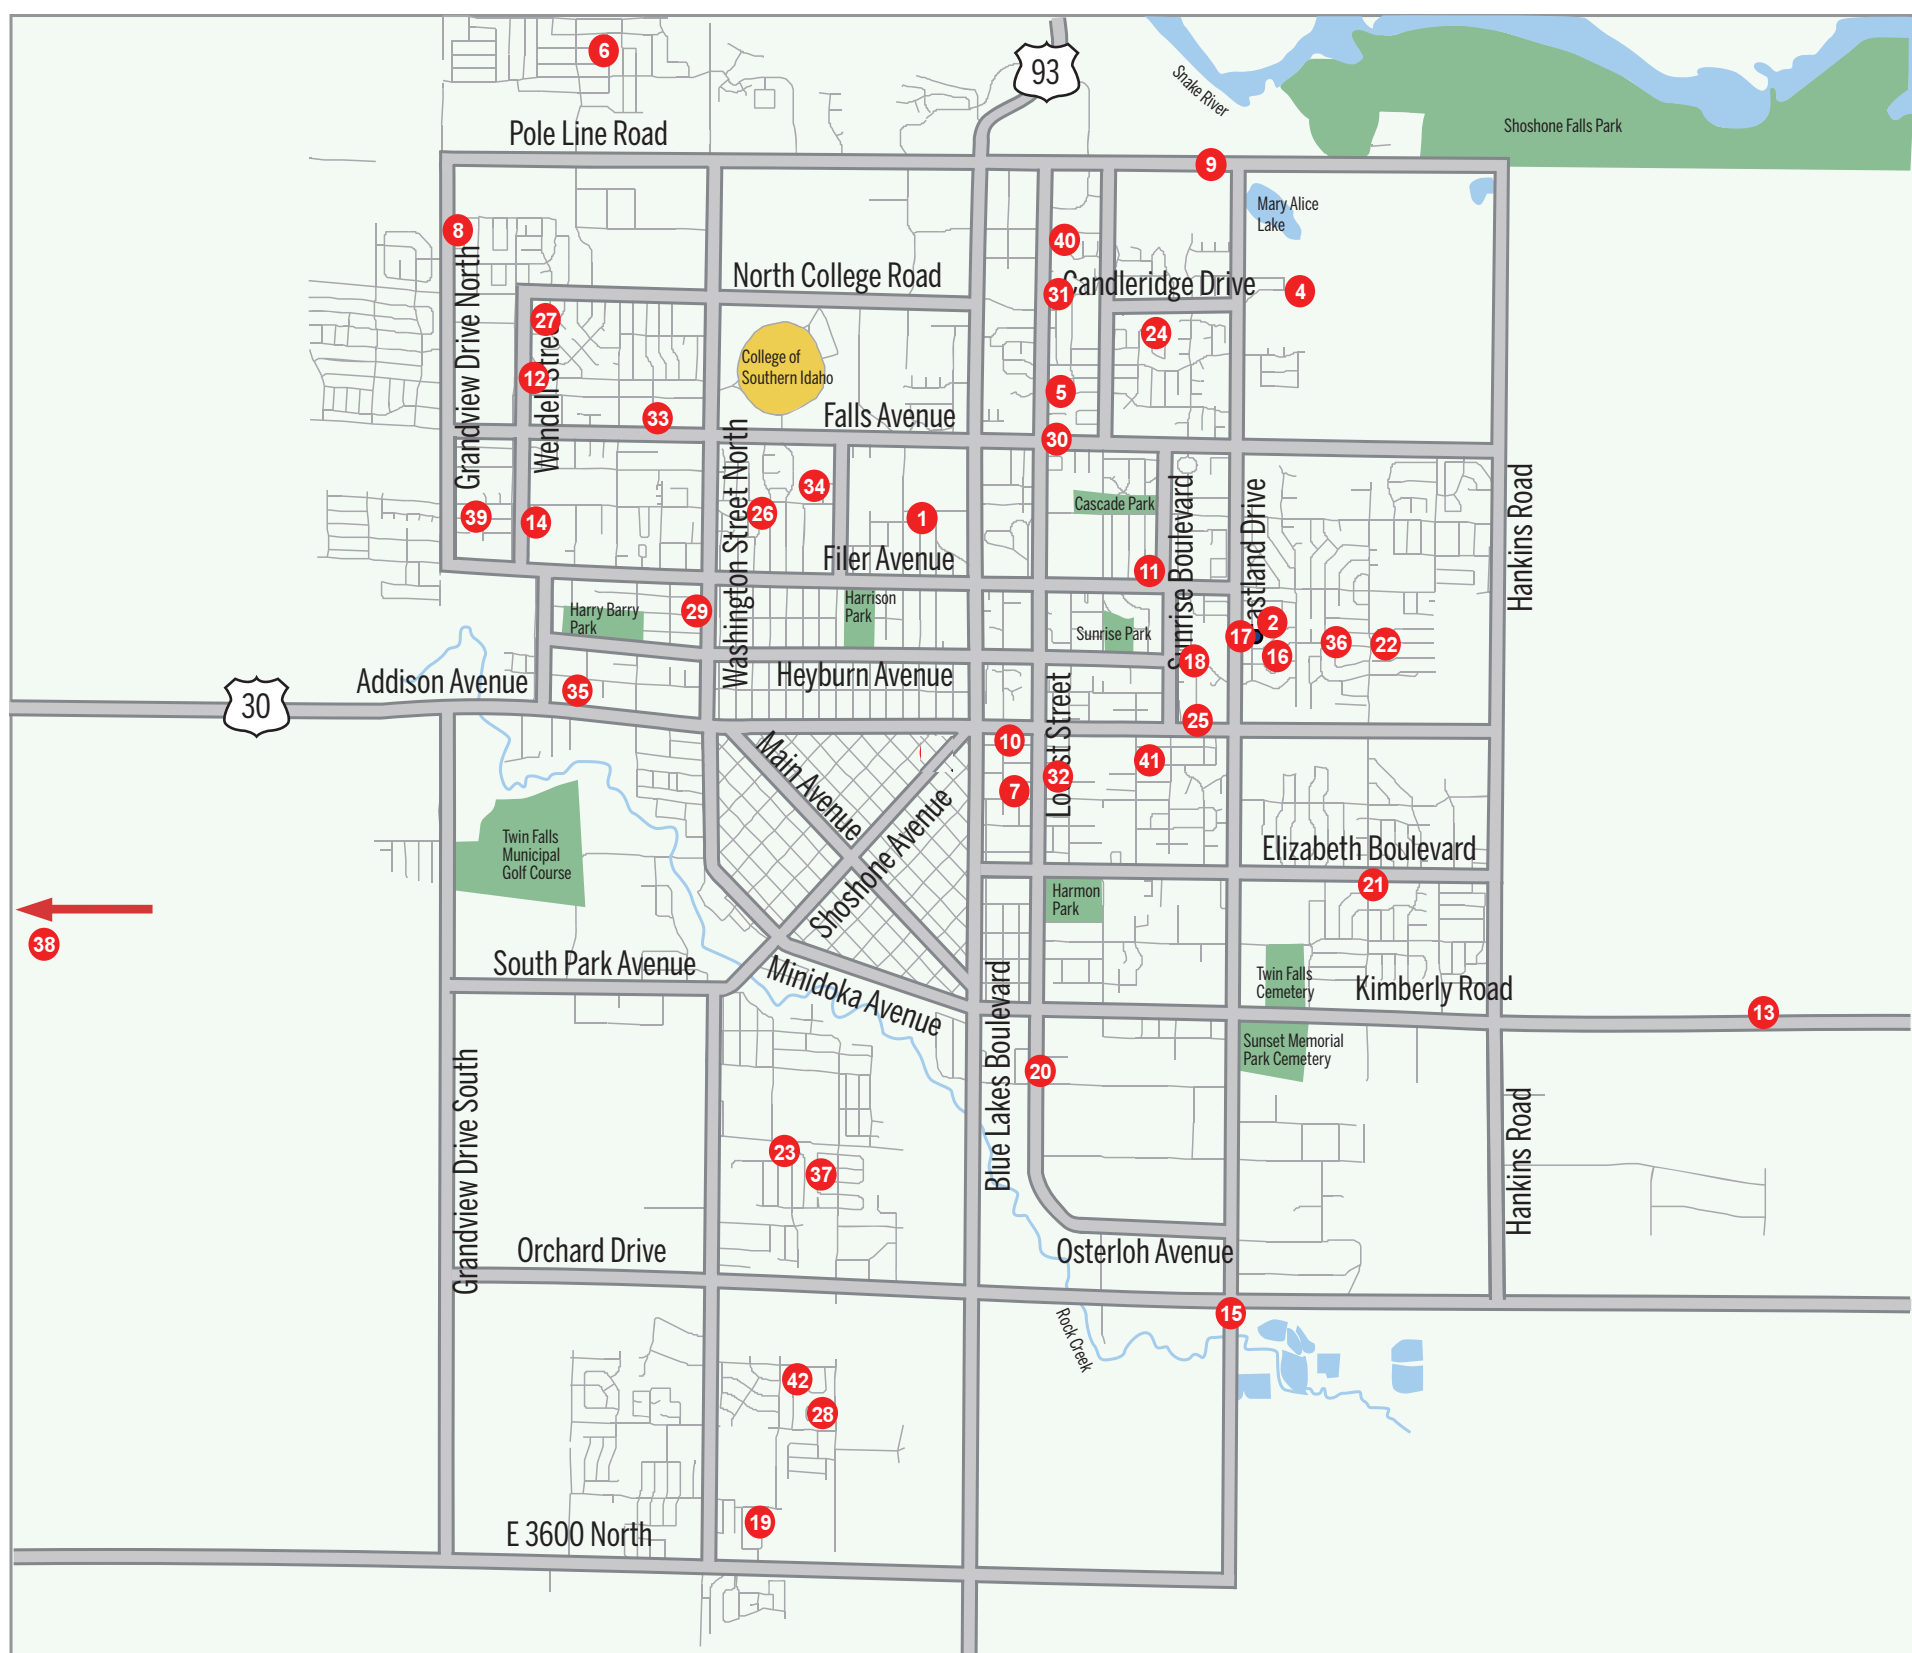 6
93
Snake River
Shoshone Falls Park
Pole Line Road
9
8
Mary Alice
Lake
40
North College Road
31
Candleridge Drive
4
Grandview Drive North
27
24
College of
Southern Idaho
12
Wendell Street
5
33
Falls Avenue
30
34
Cascade Park
39
14
26
1
Washington Street North
Filer Avenue
11
Sunrise Boulevard
Eastland Drive
Hankins Road
Harry Barry
Park
29
Harrison
Park
Sunrise Park
2
17
36
22
16
18
Addison Avenue
35
Heyburn Avenue
30
25
10
Locust Street
41
Main Avenue
32
7
Twin Falls
Municipal
Golf Course
Shoshone Avenue
Elizabeth Boulevard
21
Harmon
Park
38
South Park Avenue
Minidoka Avenue
Twin Falls
Cemetery
Kimberly Road
13
Blue Lakes Boulevard
Sunset Memorial
Park Cemetery
20
Grandview Drive South
23
37
Hankins Road
Orchard Drive
Osterloh Avenue
15
Rock Creek
42
28
19
E 3600 North